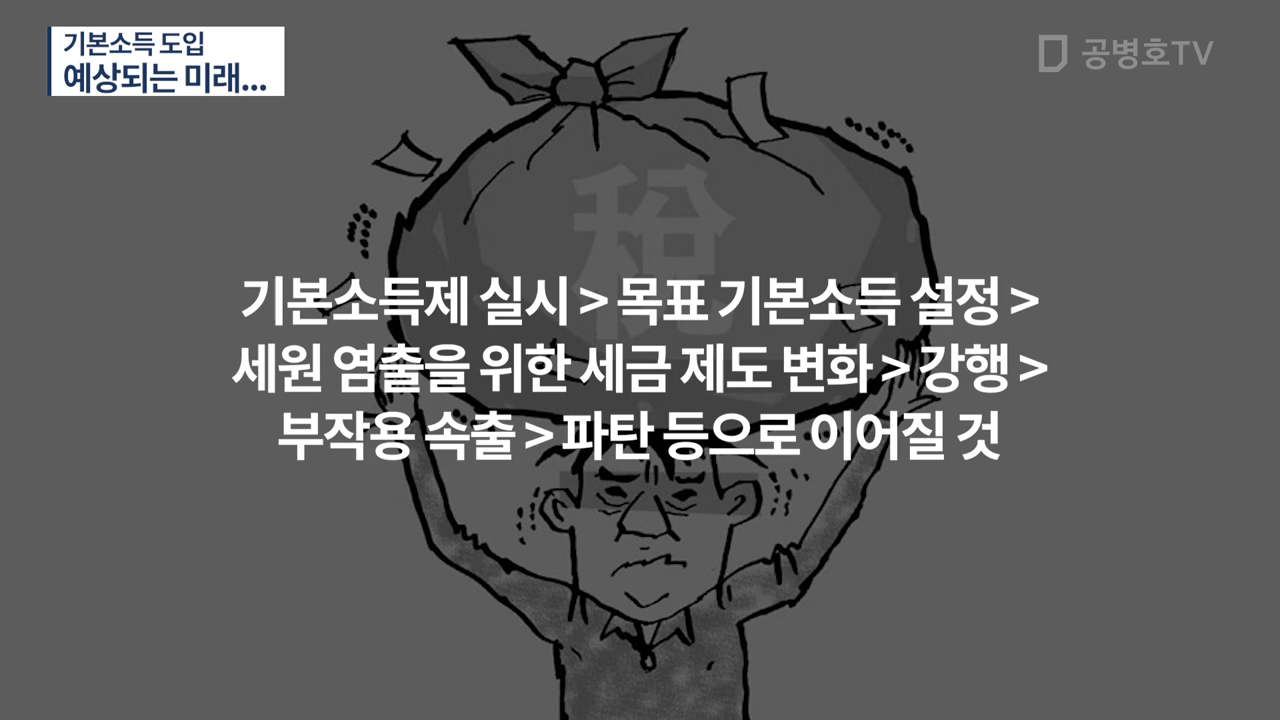 기본소득 도입
예상되는 미래...
공병호TV
稅
기본소득제 실시 > 목표 기본소득 설정 >
세원 염출을 위한 세금 제도 변화 > 강행 >
부작용 속출 > 파탄 등으로 이어질 것